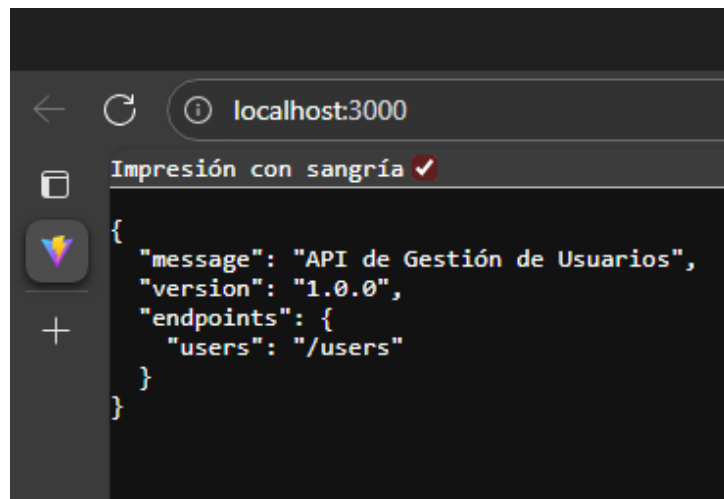 localhost:3000
Impresión con sangría
{
  "message": "API de Gestión de Usuarios",
  "version": "1.0.0",
  "endpoints": {
    "users": "/users"
  }
}